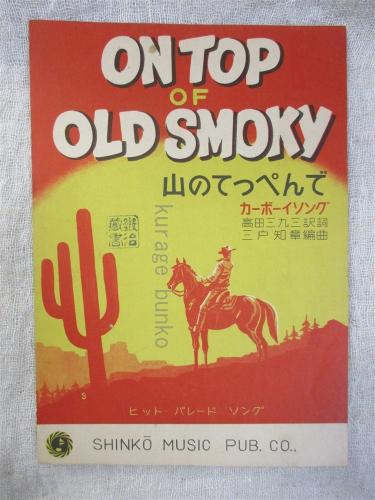 ON TOP
OF
OLD SMOKY
山のてっぺんで
カーボーイソング
高田三九三訳詞
三戸知章編曲
kurage bunko
S
ヒット パレード ソング
SHINKŌ MUSIC PUB. CO.,